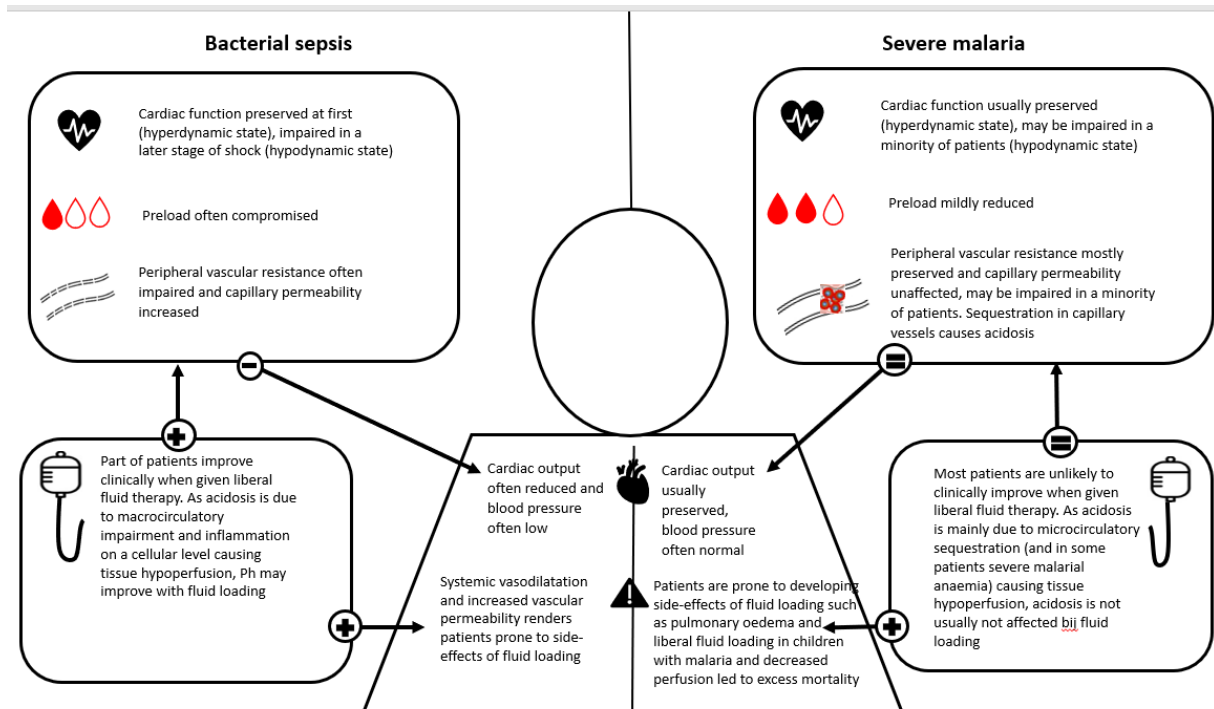 Bacterial sepsis
Cardiac function preserved at first
(hyperdynamic state), impaired in a
later stage of shock (hypodynamic state)
Preload often compromised
Peripheral vascular resistance often
impaired and capillary permeability
increased
Part of patients improve
clinically when given liberal
fluid therapy. As acidosis is due
to macrocirculatory
impairment and inflammation
on a cellular level causing
tissue hypoperfusion, Ph may
improve with fluid loading
Cardiac output
often reduced and
blood pressure
often low
Systemic vasodilatation
and increased vascular
permeability renders
patients prone to side-
effects of fluid loading
Severe malaria
Cardiac function usually preserved
(hyperdynamic state), may be impaired in a
minority of patients (hypodynamic state)
Preload mildly reduced
Peripheral vascular resistance mostly
preserved and capillary permeability
unaffected, may be impaired in a minority
of patients. Sequestration in capillary
vessels causes acidosis
Cardiac output
usually
preserved,
blood pressure
often normal
Patients are prone to developing
side-effects of fluid loading such
as pulmonary oedema and
liberal fluid loading in children
with malaria and decreased
perfusion led to excess mortality
Most patients are unlikely to
clinically improve when given
liberal fluid therapy. As acidosis
is mainly due to microcirculatory
sequestration (and in some
patients severe malarial
anaemia) causing tissue
hypoperfusion, acidosis is not
usually not affected bij fluid
loading